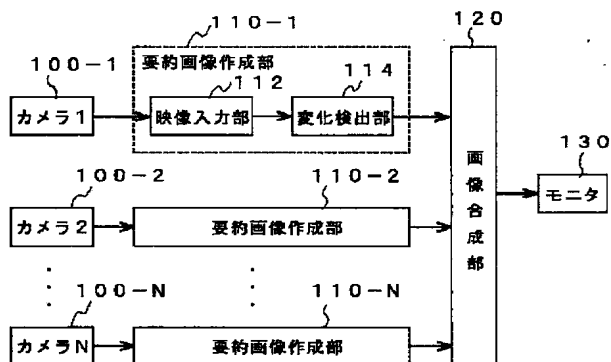 110-1
120
100-1
要約画像作成部
112
114
カメラ1
映像入力部
変化検出部
130
100-2
110-2
画像合成部
モニタ
カメラ2
要約画像作成部
100-N
110-N
カメラN
要約画像作成部